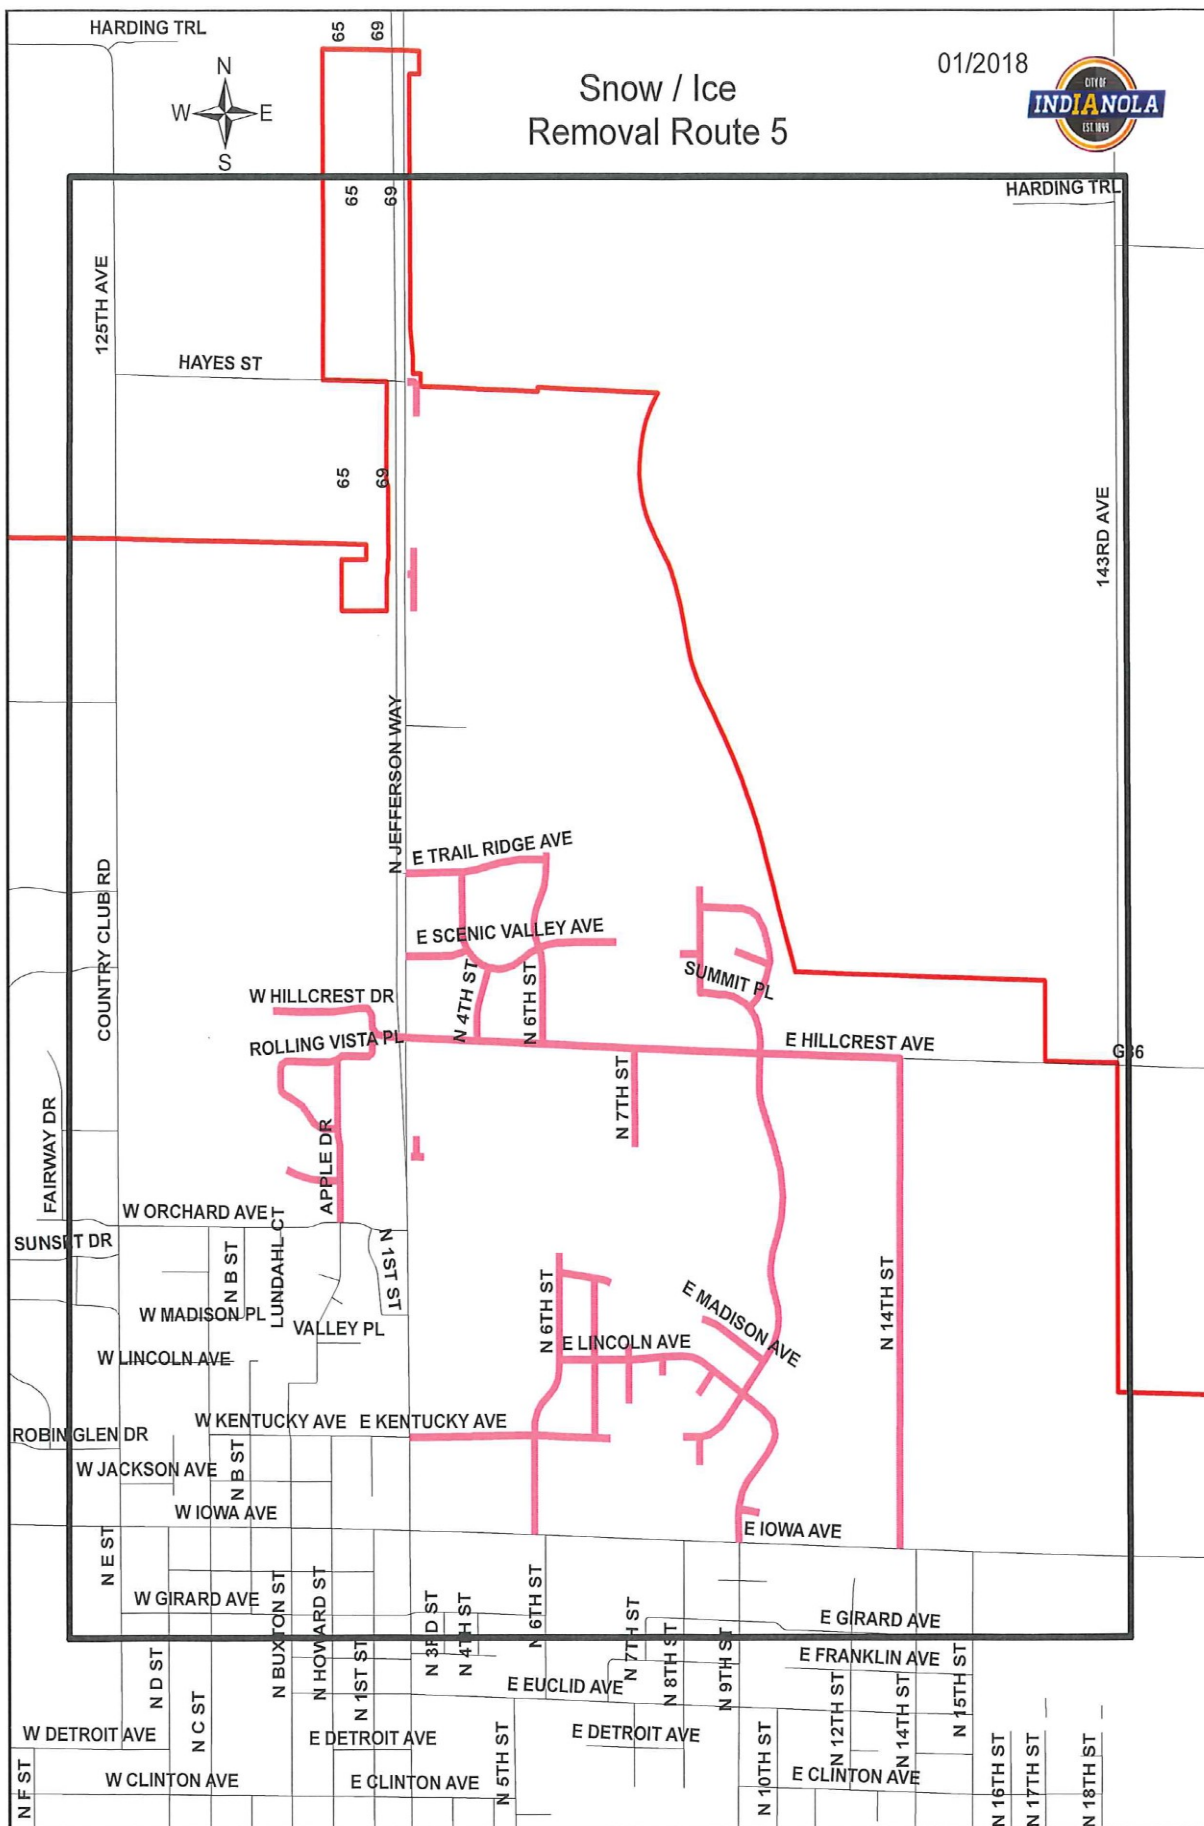 HARDING TRL
65
69
01/2018
CITY OF
INDIANOLA
EST. 1849
N
W
E
S
Snow / Ice
Removal Route 5
65
69
HARDING TRL
125TH AVE
HAYES ST
65
69
143RD AVE
N JEFFERSON WAY
E TRAIL RIDGE AVE
COUNTRY CLUB RD
E SCENIC VALLEY AVE
SUMMIT PL
W HILLCREST DR
N 4TH ST
N 6TH ST
ROLLING VISTA PL
E HILLCREST AVE
G36
N 7TH ST
FAIRWAY DR
APPLE DR
W ORCHARD AVE
LUNDAHL CT
SUNSET DR
N B ST
N 1ST ST
N 14TH ST
N 6TH ST
E MADISON AVE
W MADISON PL
VALLEY PL
E LINCOLN AVE
W LINCOLN AVE
W KENTUCKY AVE
E KENTUCKY AVE
ROBIN GLEN DR
W JACKSON AVE
N B ST
W IOWA AVE
E IOWA AVE
N E ST
W GIRARD AVE
N BUXTON ST
N HOWARD ST
N 1ST ST
N 3RD ST
N 4TH ST
N 6TH ST
N 7TH ST
N 8TH ST
N 9TH ST
E GIRARD AVE
E FRANKLIN AVE
N D ST
N C ST
E EUCLID AVE
N 12TH ST
N 14TH ST
N 15TH ST
W DETROIT AVE
E DETROIT AVE
E DETROIT AVE
N 5TH ST
N 10TH ST
N F ST
W CLINTON AVE
E CLINTON AVE
E CLINTON AVE
N 16TH ST
N 17TH ST
N 18TH ST